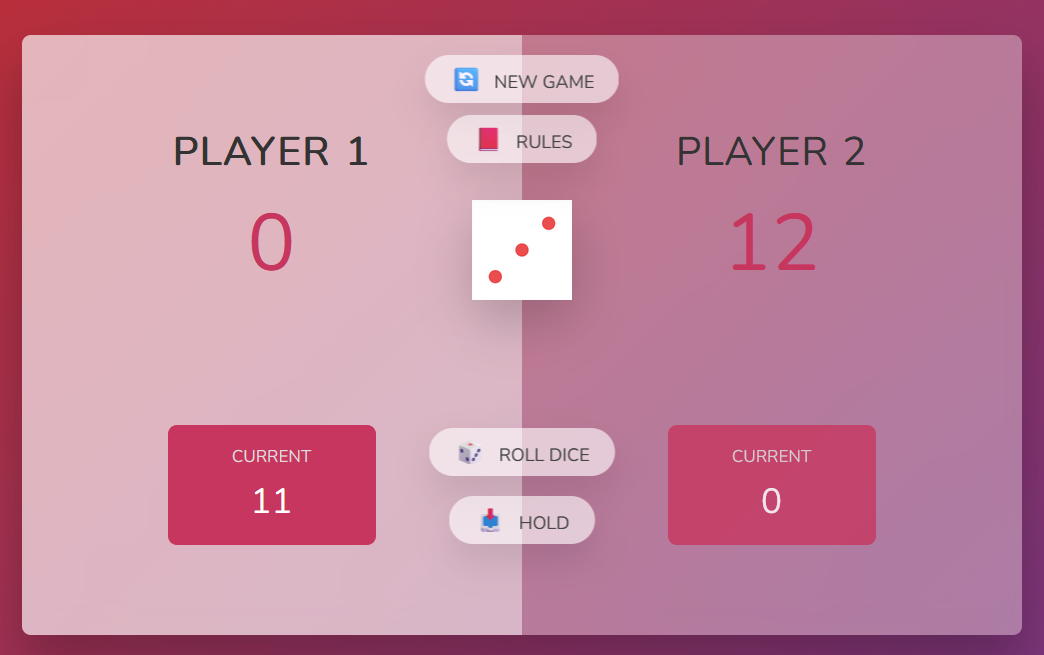 NEW GAME
RULES
PLAYER 1
0
PLAYER 2
12
CURRENT
11
CURRENT
0
ROLL DICE
HOLD